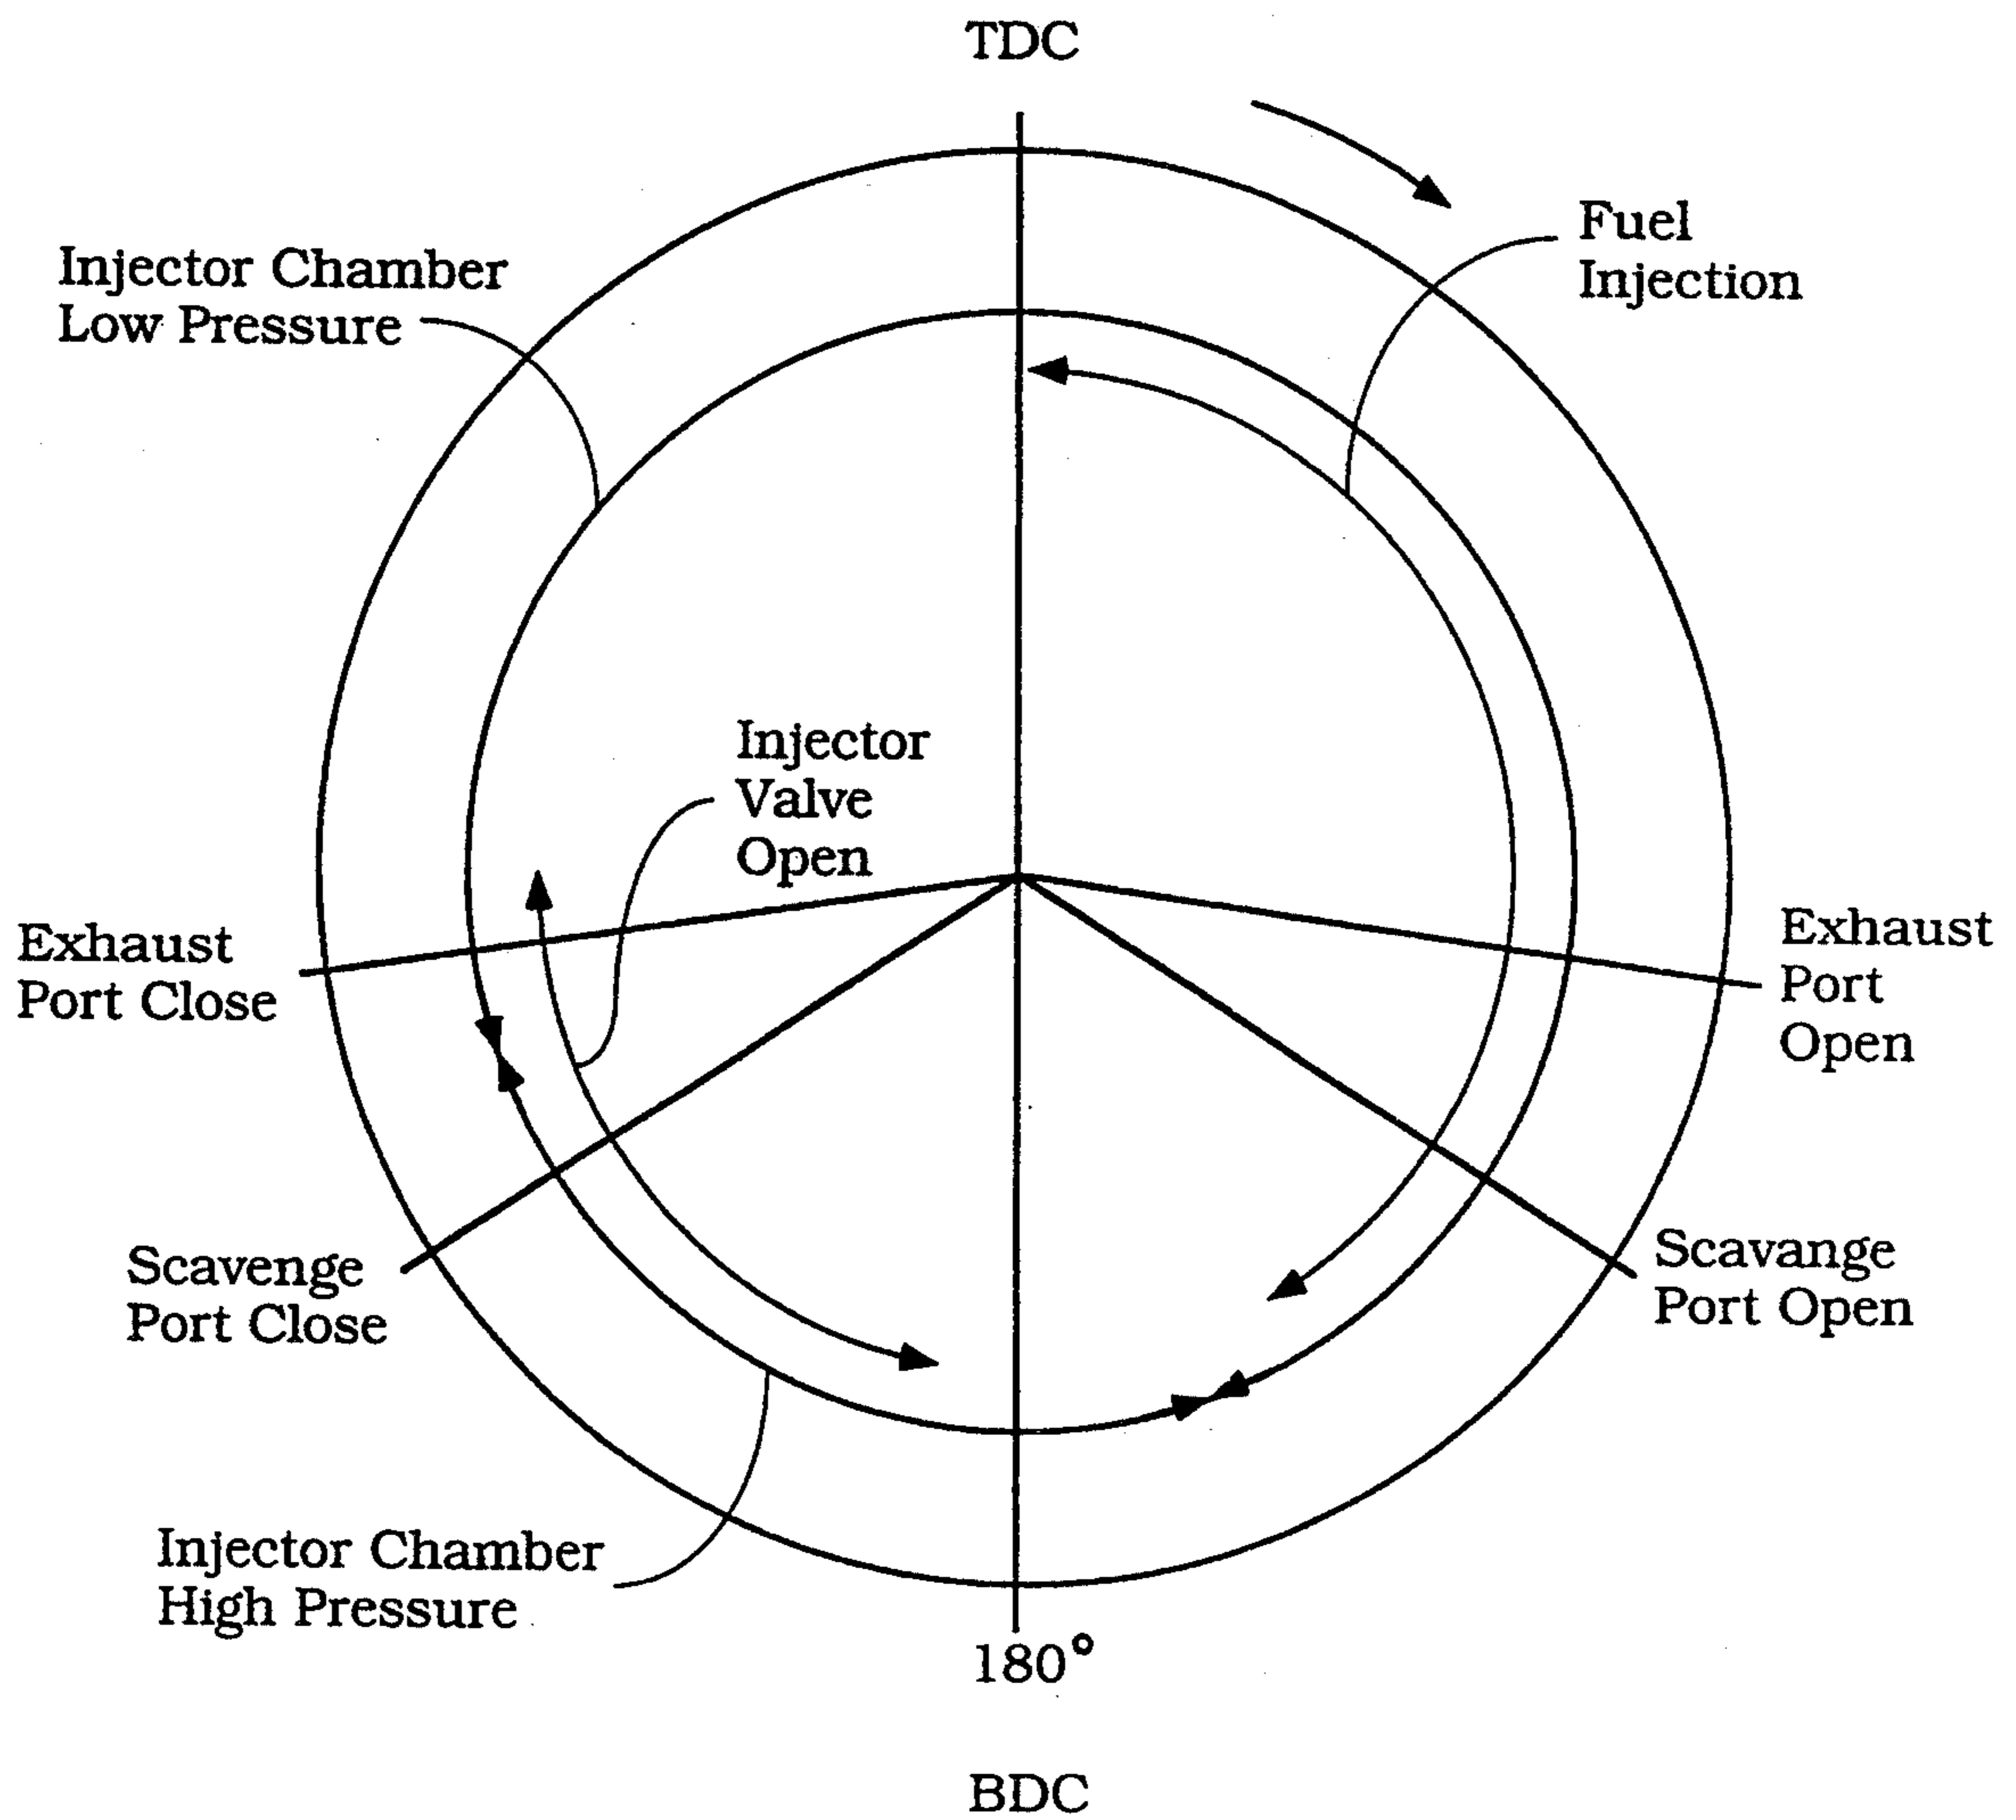 TDC
Fuel
Injection
Injector Chamber
Low Pressure
Injector
Valve
Open
Exhaust
Port Close
Exhaust
Port
Open
Scavenge
Port Close
Scavange
Port Open
Injector Chamber
High Pressure
180°
BDC